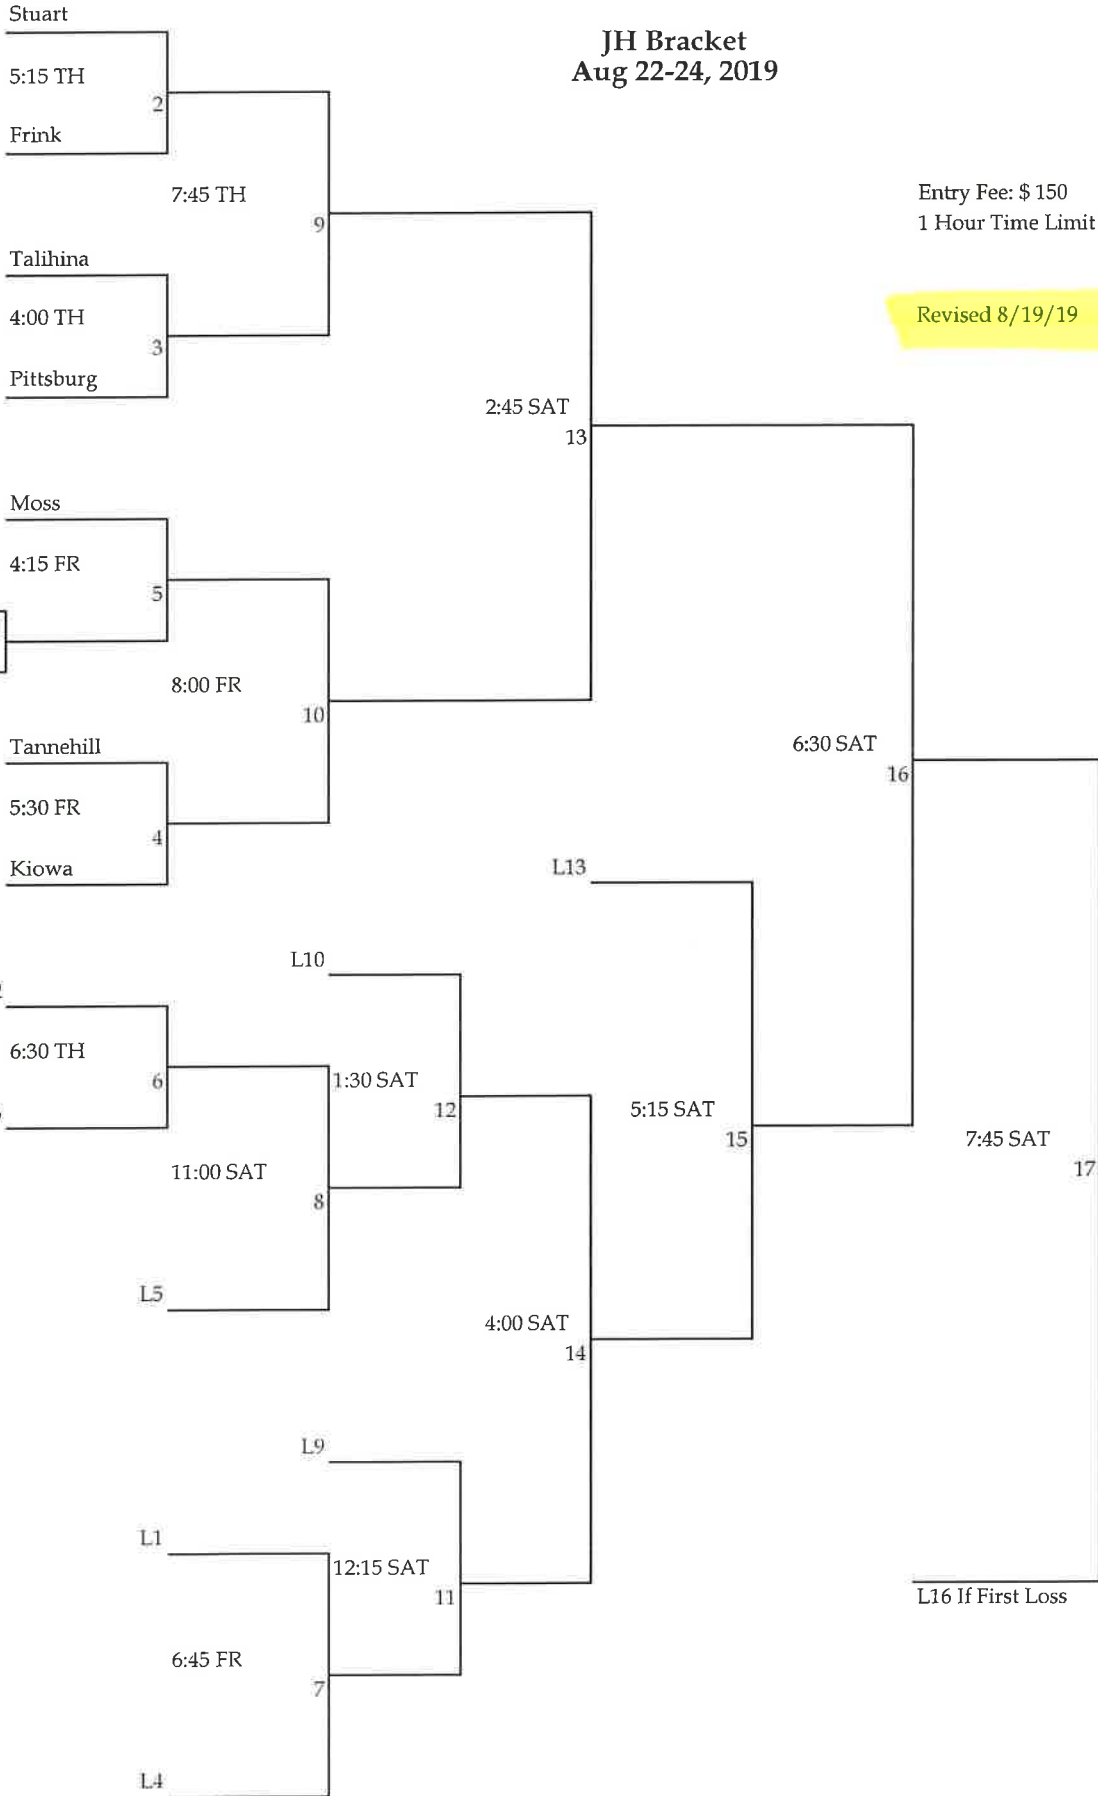 Stuart
JH Bracket
Aug 22-24, 2019
5:15 TH
2
Frink
7:45 TH
Entry Fee: $ 150
9
1 Hour Time Limit
Talihina
4:00 TH
Revised 8/19/19
3
Pittsburg
2:45 SAT
13
Moss
4:15 FR
5
8:00 FR
10
Tannehill
6:30 SAT
16
5:30 FR
4
Kiowa
L13
L10
6:30 TH
6
1:30 SAT
12
5:15 SAT
15
7:45 SAT
17
11:00 SAT
8
L5
4:00 SAT
14
L9
L1
12:15 SAT
11
L16 If First Loss
6:45 FR
7
L4